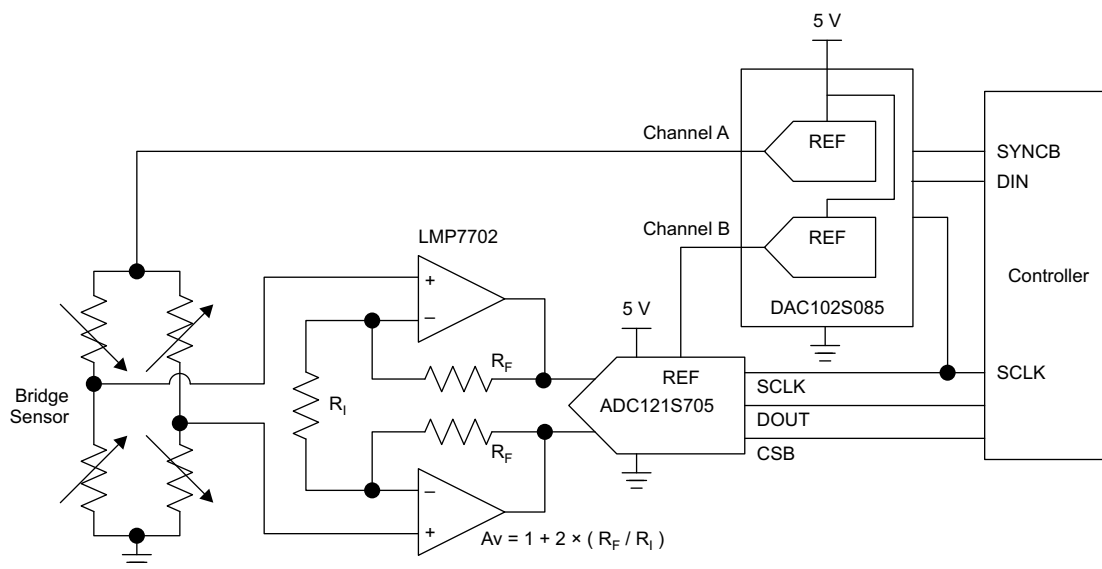 5 V
Channel A
REF
SYNCB
DIN
LMP7702
Channel B
REF
Controller
DAC102S085
5 V
+
−
R_F
REF
SCLK
SCLK
Bridge
Sensor
R_I
ADC121S705
DOUT
R_F
CSB
−
+
Av = 1 + 2 × ( R_F / R_I )